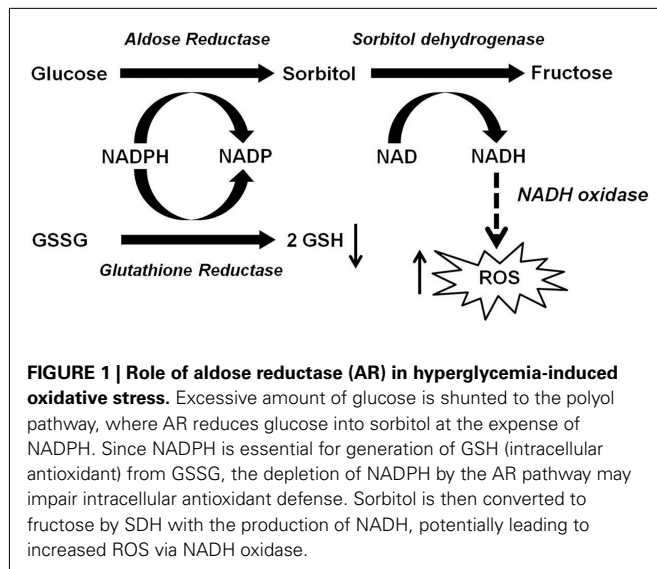 Aldose Reductase Sorbitol dehydrogenase
Glucose Sorbitol Fructose
NADPH NADP NAD NADH
NADH oxidase
GSSG 2 GSH
Glutathione Reductase
ROS
FIGURE 1 | Role of aldose reductase (AR) in hyperglycemia-induced
oxidative stress. Excessive amount of glucose is shunted to the polyol
pathway, where AR reduces glucose into sorbitol at the expense of
NADPH. Since NADPH is essential for generation of GSH (intracellular
antioxidant) from GSSG, the depletion of NADPH by the AR pathway may
impair intracellular antioxidant defense. Sorbitol is then converted to
fructose by SDH with the production of NADH, potentially leading to
increased ROS via NADH oxidase.